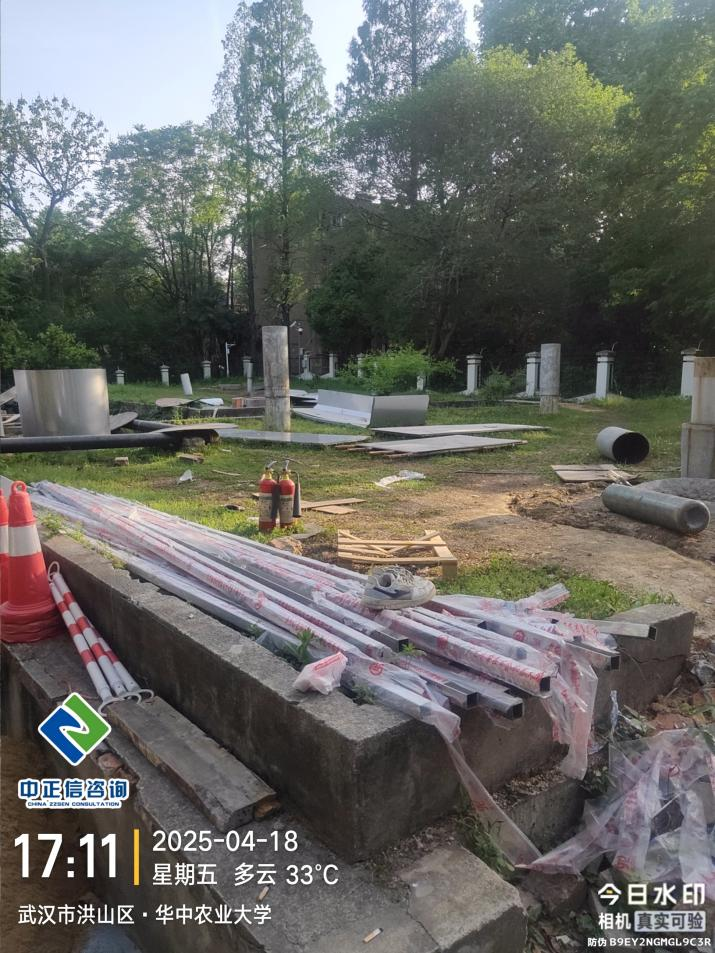 中正信咨询
CHINA ZZSEN CONSULTATION
17:11
2025-04-18
星期五 多云 33°C
武汉市洪山区·华中农业大学
今日水印
相机 真实可验
防伪 B9EY2NGMGL9C3R